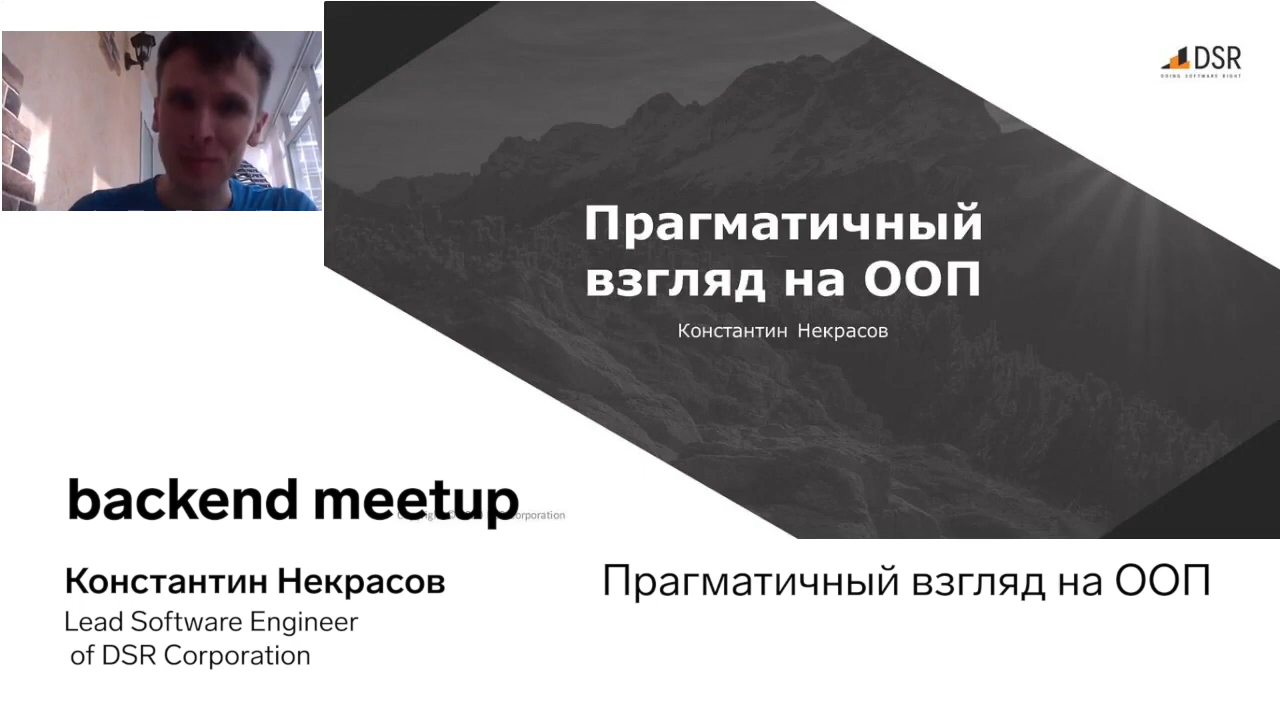 DSR
DOING SOFTWARE RIGHT
Прагматичный
взгляд на ООП
Константин Некрасов
backend meetup
Константин Некрасов
Lead Software Engineer
of DSR Corporation
Прагматичный взгляд на ООП